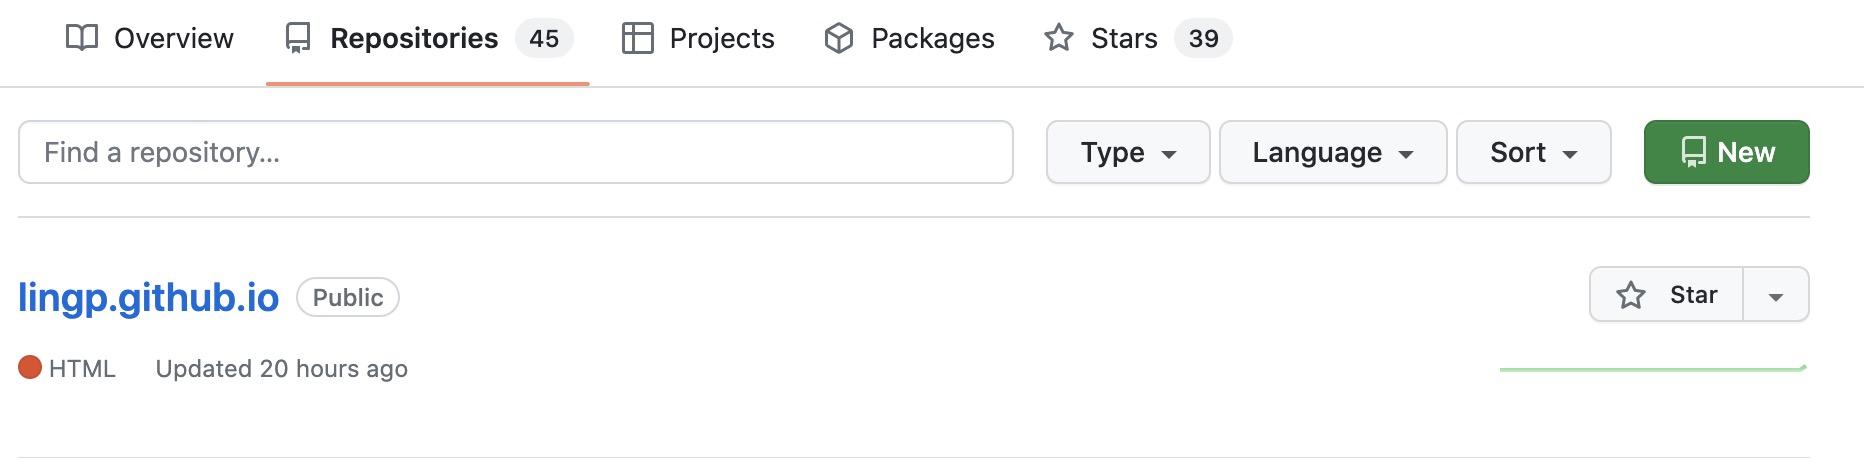 Overview Repositories 45 Projects Packages Stars 39
Find a repository... Type Language Sort New
lingp.github.io Public Star
HTML Updated 20 hours ago